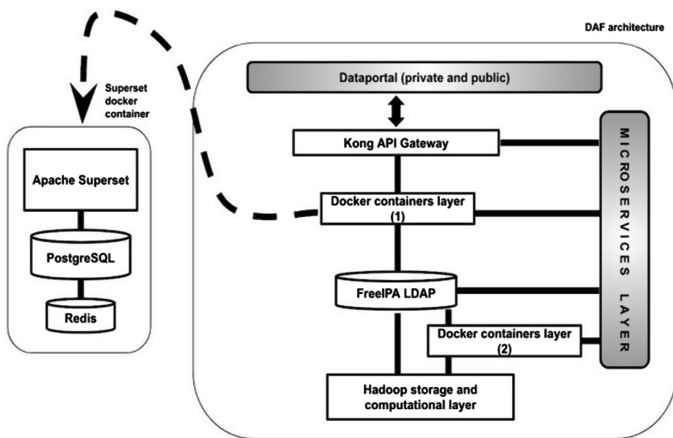 DAF architecture
Superset
docker
container
Apache Superset
PostgreSQL
Redis
Dataportal (private and public)
Kong API Gateway
Docker containers layer
(1)
FreeIPA LDAP
Docker containers layer
(2)
Hadoop storage and
computational layer
MICROSERVICES LAYER